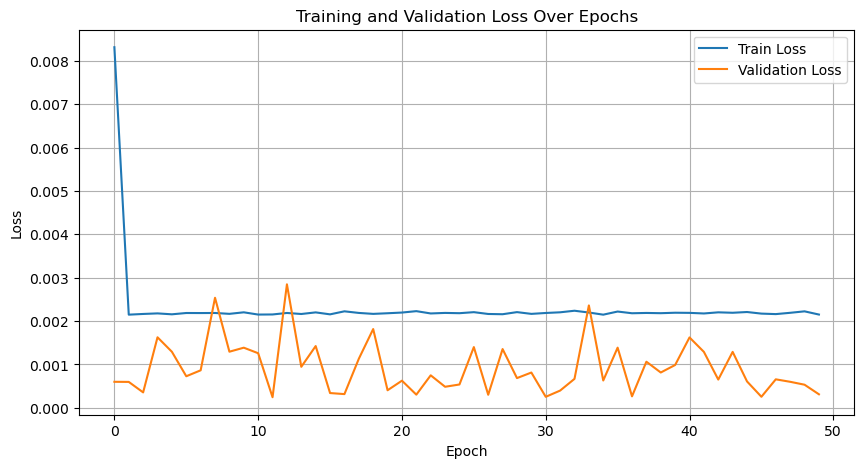 Training and Validation Loss Over Epochs
Train Loss
Validation Loss
0.008
0.007
0.006
0.005
0.004
0.003
0.002
0.001
0.000
Loss
0 10 20 30 40 50
Epoch